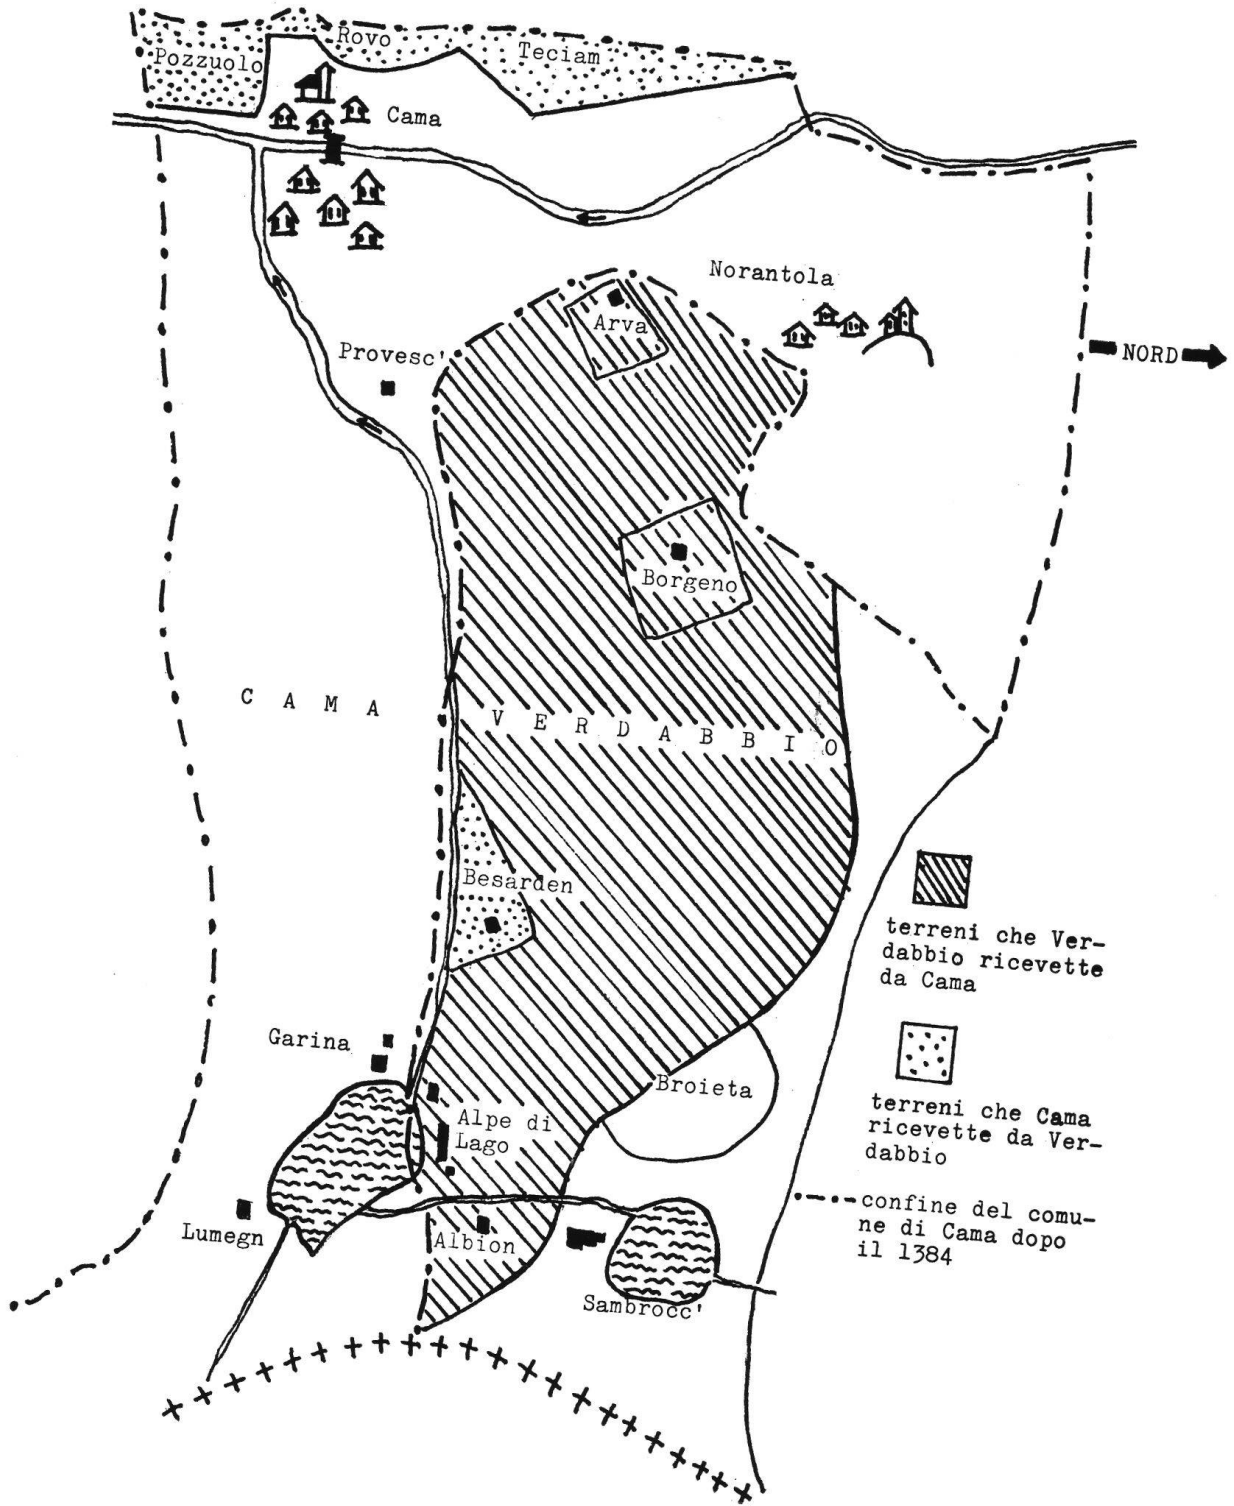 Pozzuolo
Rovo
Teciam
Cama
Norantola
Arva
Provesc'
NORD
Borgeno
C A M A
V E R D A B B I O
Besarden
terreni che Ver-
dabbio ricevette
da Cama
Garina
Broieta
Alpe di
Lago
terreni che Cama
ricevette da Ver-
dabbio
Lumegn
Albion
confine del comu-
ne di Cama dopo
il 1384
Sambrocc'